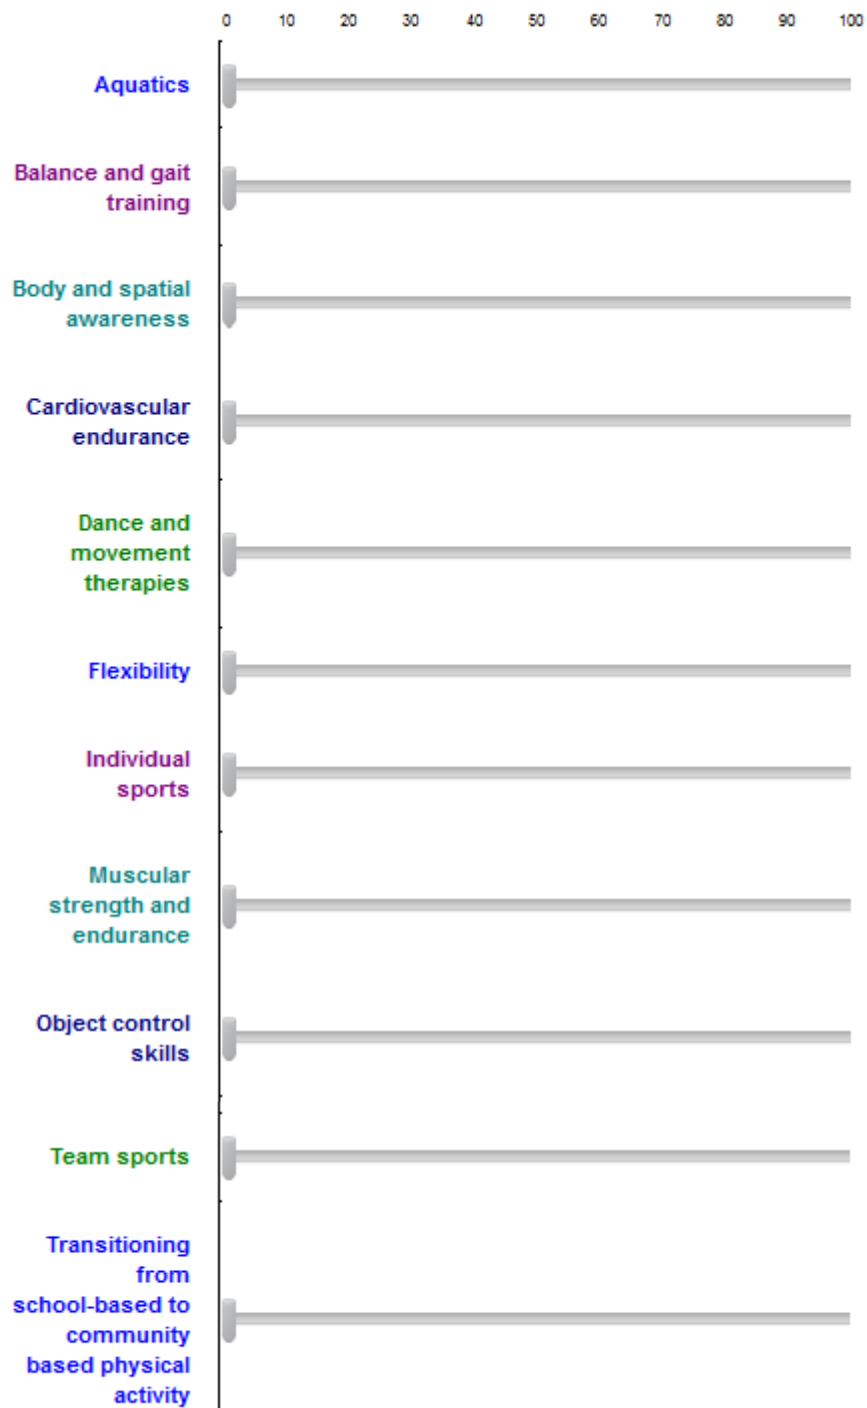 0 10 20 30 40 50 60 70 80 90 100
Aquatics
Balance and gait
training
Body and spatial
awareness
Cardiovascular
endurance
Dance and
movement
therapies
Flexibility
Individual
sports
Muscular
strength and
endurance
Object control
skills
Team sports
Transitioning
from
school-based to
community
based physical
activity